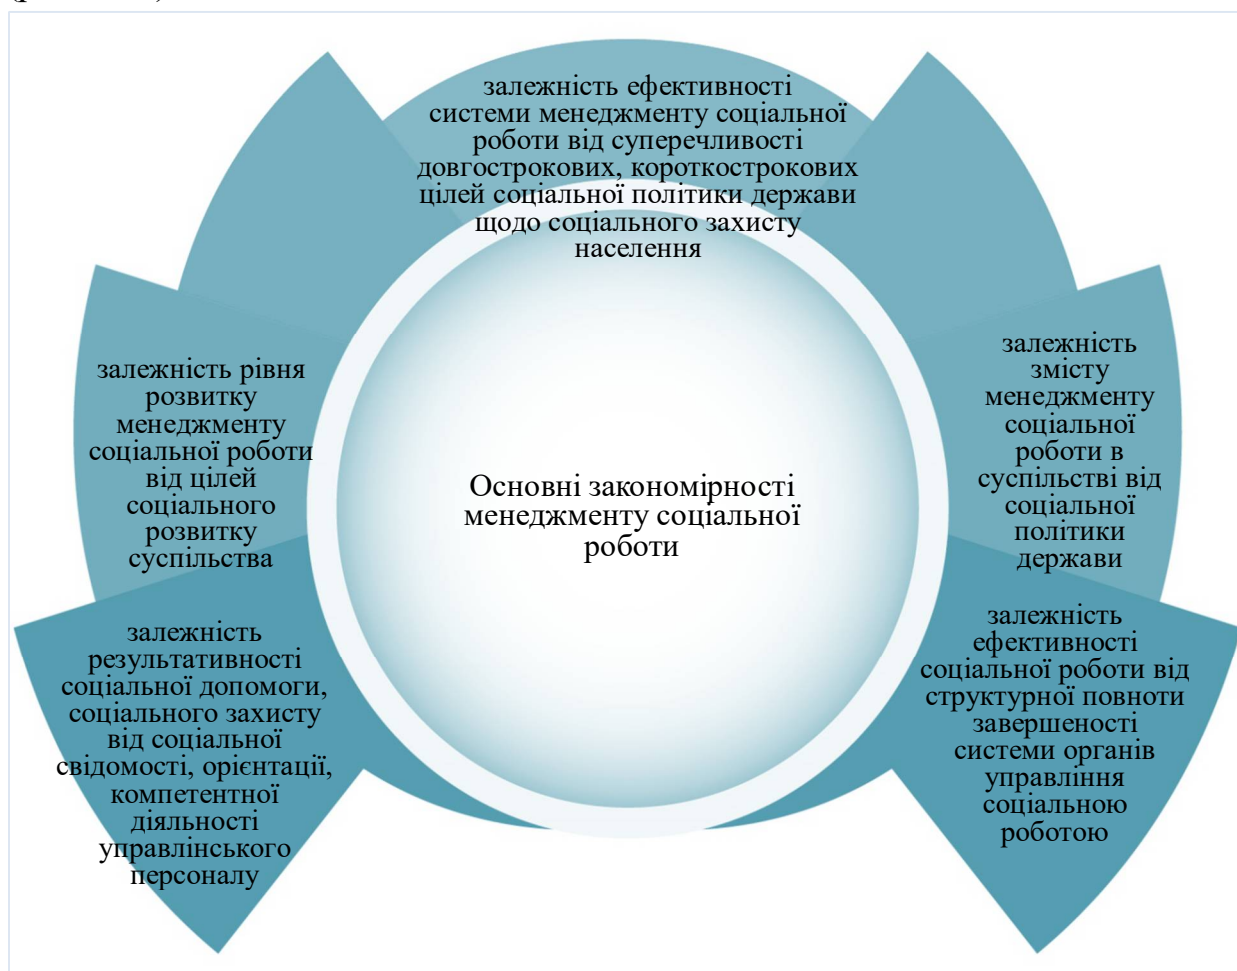 залежність ефективності
системи менеджменту соціальної
роботи від суперечливості
довгострокових, короткострокових
цілей соціальної політики держави
щодо соціального захисту
населення
залежність
змісту
менеджменту
соціальної
роботи в
суспільстві від
соціальної
політики
держави
залежність
ефективності
соціальної роботи від
структурної повноти
завершеності
системи органів
управління
соціальною
роботою
залежність
результативності
соціальної допомоги,
соціального захисту
від соціальної
свідомості, орієнтації,
компетентної
діяльності
управлінського
персоналу
залежність рівня
розвитку
менеджменту
соціальної роботи
від цілей
соціального
розвитку
суспільства
Основні закономірності
менеджменту соціальної
роботи